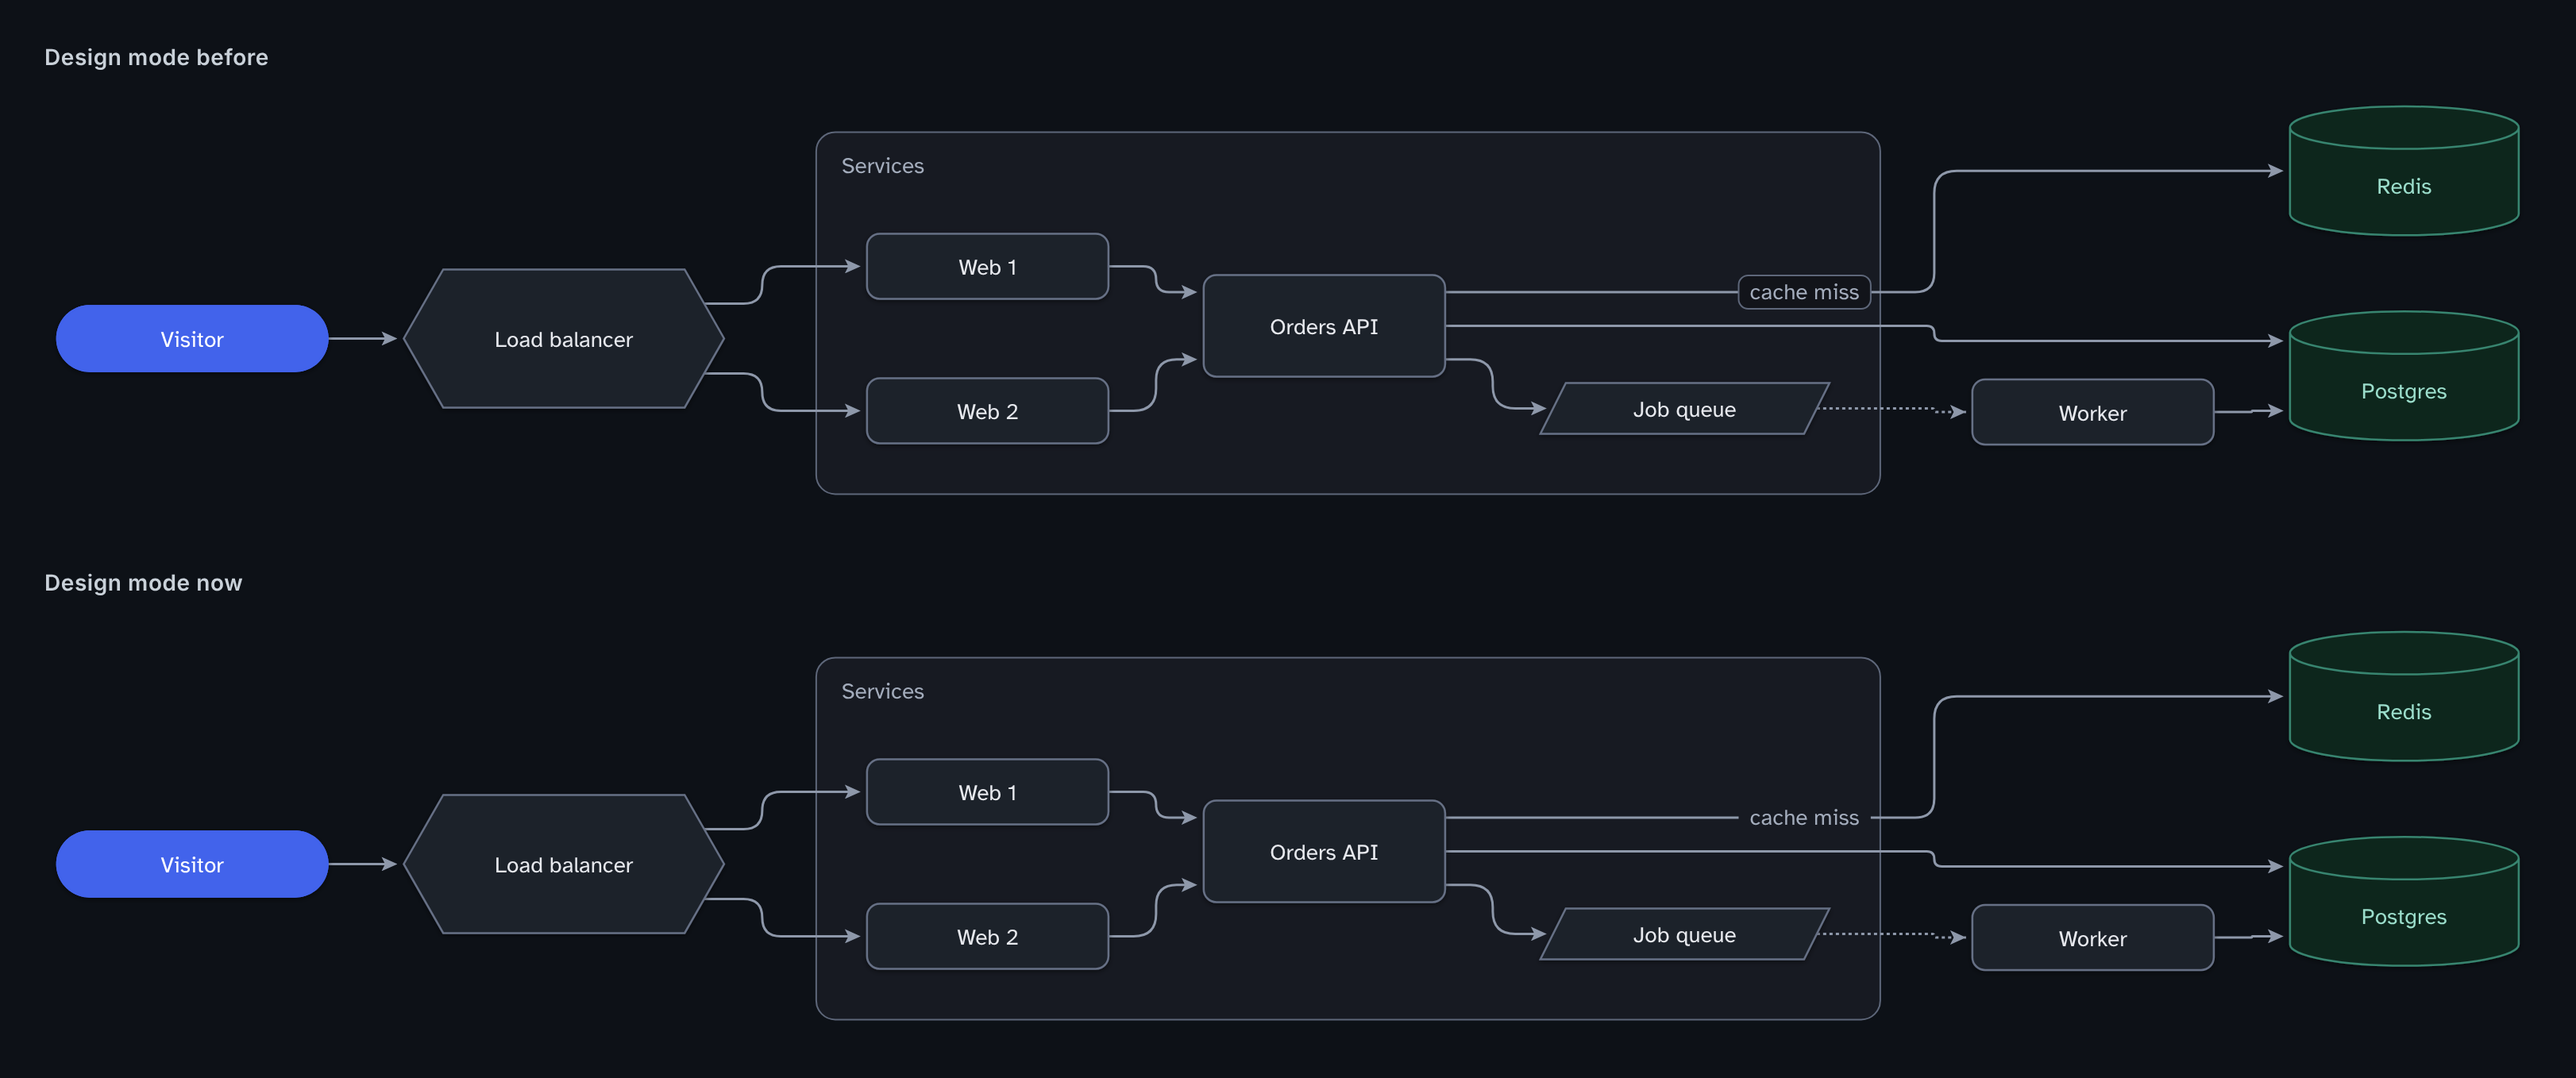 Design mode before
Services
Redis
Web 1
cache miss
Visitor
Load balancer
Orders API
Web 2
Job queue
Worker
Postgres
Design mode now
Services
Redis
Web 1
cache miss
Visitor
Load balancer
Orders API
Web 2
Job queue
Worker
Postgres